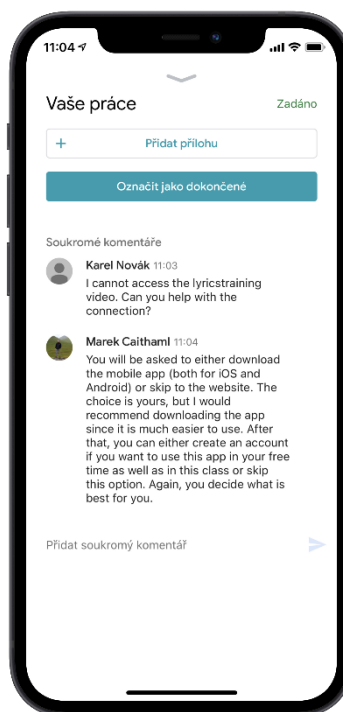 11:04
Vaše práce
Zadáno
+ Přidat přílohu
Označit jako dokončené
Soukromé komentáře
Karel Novák 11:03
I cannot access the lyricstraining
video. Can you help with the
connection?
Marek Caithaml 11:04
You will be asked to either download
the mobile app (both for iOS and
Android) or skip to the website. The
choice is yours, but I would
recommend downloading the app
since it is much easier to use. After
that, you can either create an account
if you want to use this app in your free
time as well as in this class or skip
this option. Again, you decide what is
best for you.
Přidat soukromý komentář